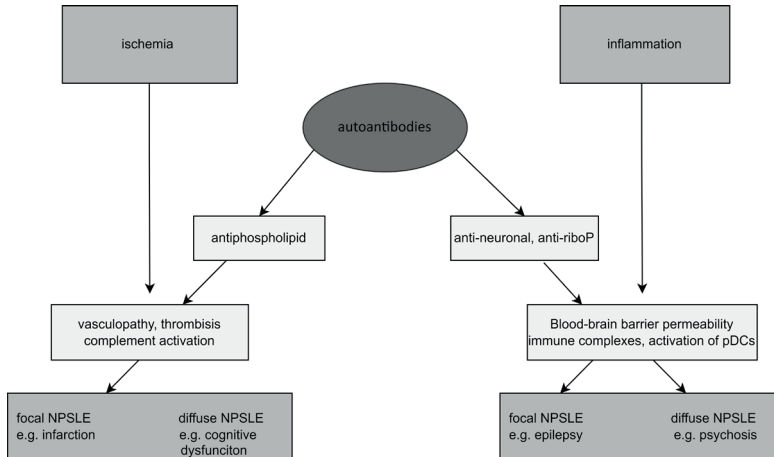 ischemia
inflammation
autoantibodies
antiphospholipid
anti-neuronal, anti-riboP
vasculopathy, thrombisis
complement activation
Blood-brain barrier permeability
immune complexes, activation of pDCs
focal NPSLE
e.g. infarction
diffuse NPSLE
e.g. cognitive
dysfunciton
focal NPSLE
e.g. epilepsy
diffuse NPSLE
e.g. psychosis